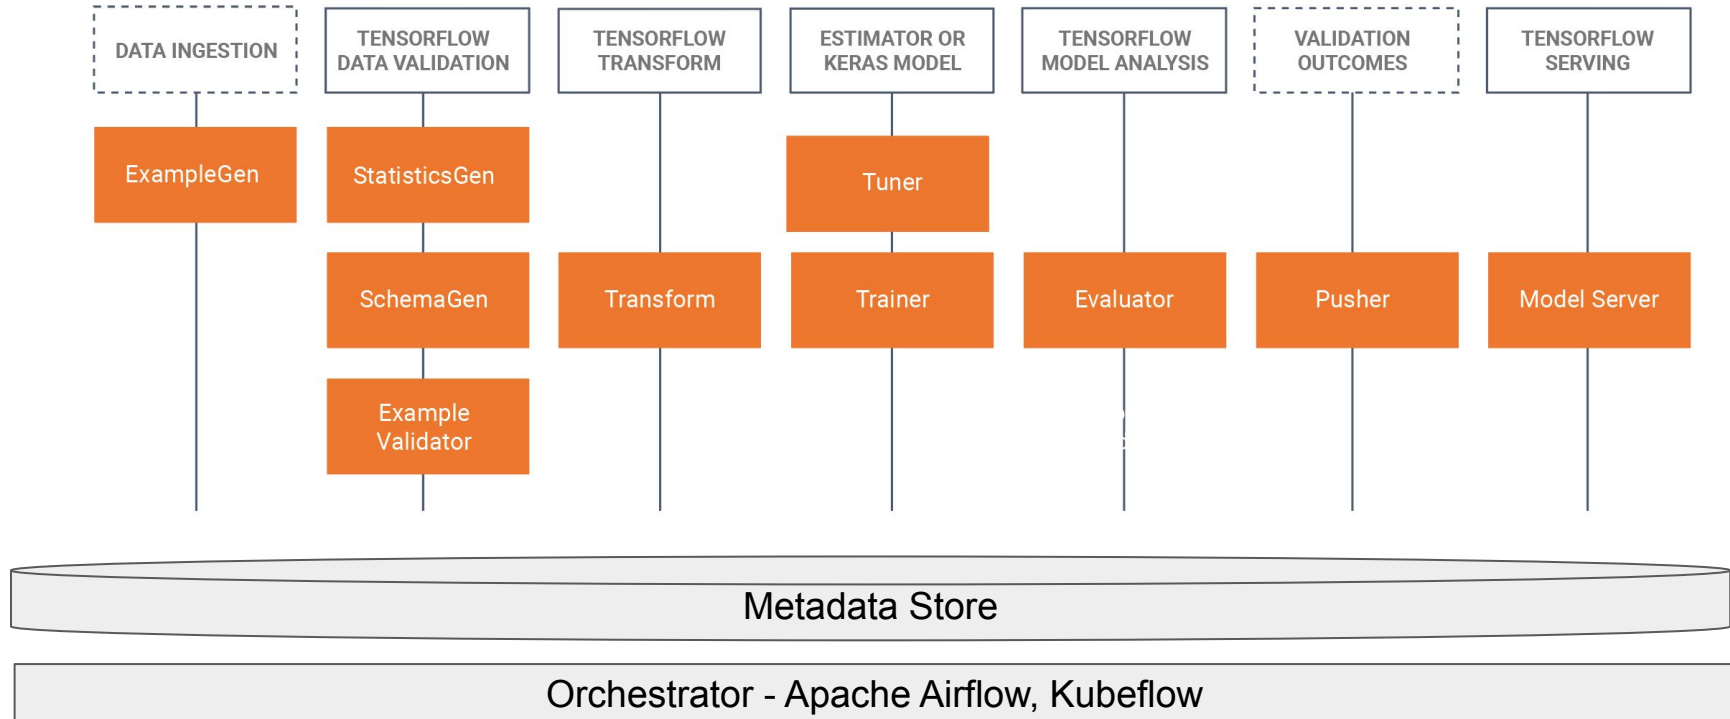 DATA INGESTION
TENSORFLOW
DATA VALIDATION
TENSORFLOW
TRANSFORM
ESTIMATOR OR
KERAS MODEL
TENSORFLOW
MODEL ANALYSIS
VALIDATION
OUTCOMES
TENSORFLOW
SERVING
ExampleGen
StatisticsGen
Tuner
SchemaGen
Transform
Trainer
Evaluator
Pusher
Model Server
Example
Validator
Metadata Store
Orchestrator - Apache Airflow, Kubeflow